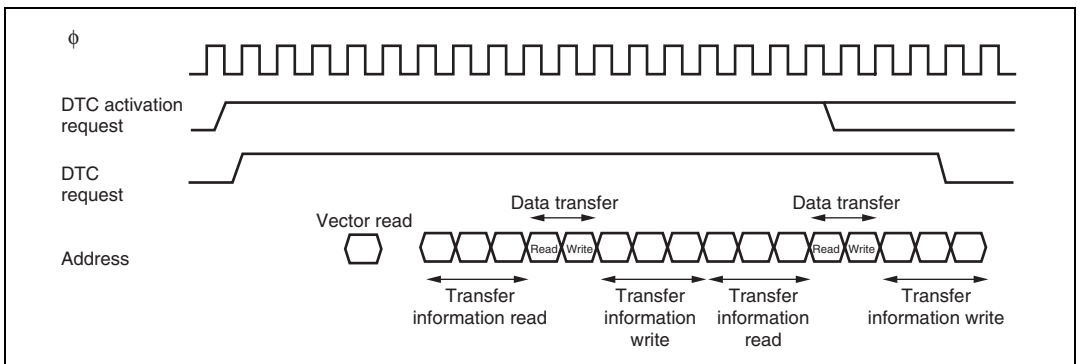 ϕ
DTC activation
request
DTC
request
Data transfer
Data transfer
Vector read
Address
Read
Write
Read
Write
Transfer
information read
Transfer
information
write
Transfer
information
read
Transfer
information write